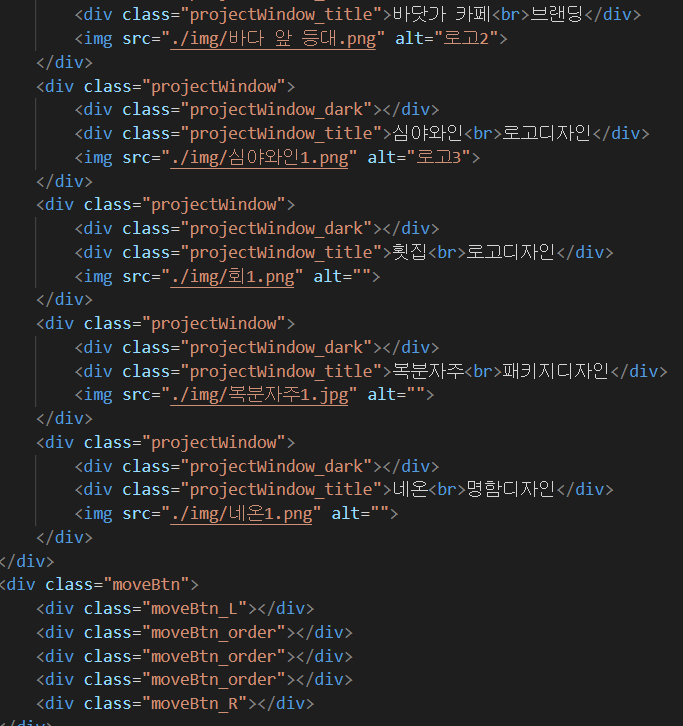 <div class="projectWindow_title">바닷가 카페<br>브랜딩</div>
<img src="./img/바다 앞 등대.png" alt="로고2">
</div>
<div class="projectWindow">
<div class="projectWindow_dark"></div>
<div class="projectWindow_title">심야와인<br>로고디자인</div>
<img src="./img/심야와인1.png" alt="로고3">
</div>
<div class="projectWindow">
<div class="projectWindow_dark"></div>
<div class="projectWindow_title">횟집<br>로고디자인</div>
<img src="./img/회1.png" alt="">
</div>
<div class="projectWindow">
<div class="projectWindow_dark"></div>
<div class="projectWindow_title">복분자주<br>패키지디자인</div>
<img src="./img/복분자주1.jpg" alt="">
</div>
<div class="projectWindow">
<div class="projectWindow_dark"></div>
<div class="projectWindow_title">네온<br>명함디자인</div>
<img src="./img/네온1.png" alt="">
</div>
</div>
<div class="moveBtn">
<div class="moveBtn_L"></div>
<div class="moveBtn_order"></div>
<div class="moveBtn_order"></div>
<div class="moveBtn_order"></div>
<div class="moveBtn_R"></div>